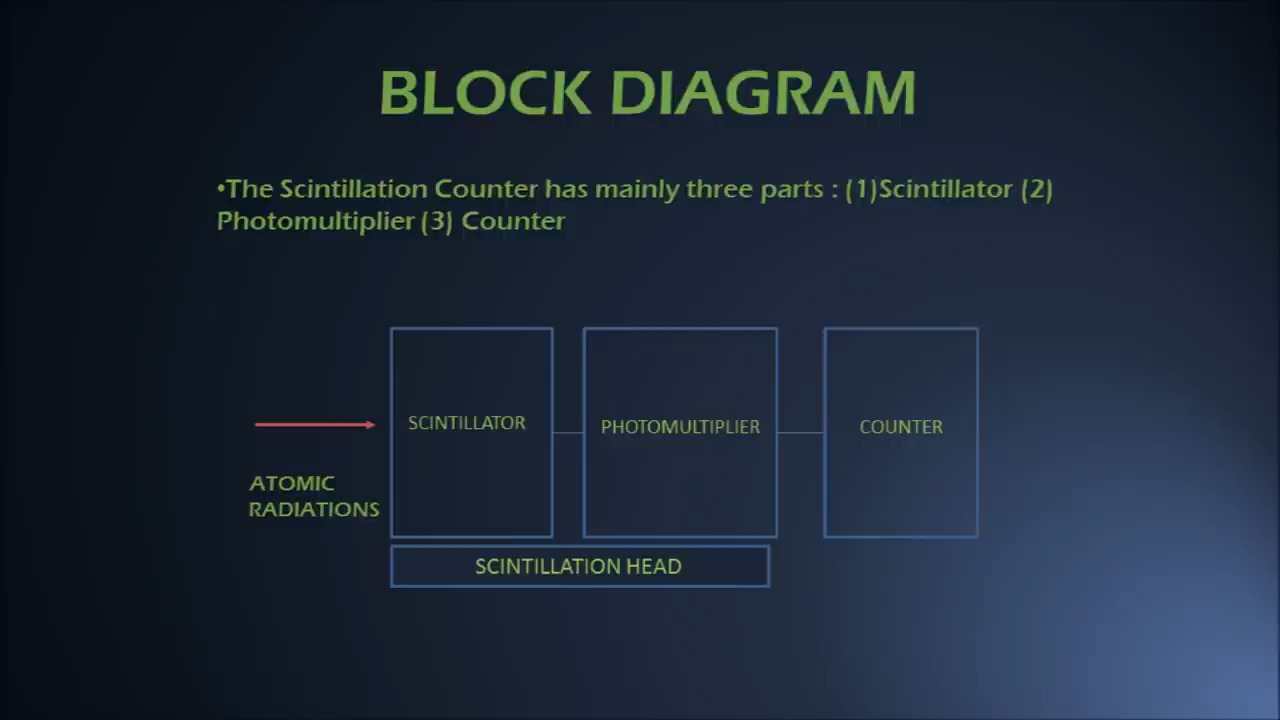 BLOCK DIAGRAM
•The Scintillation Counter has mainly three parts : (1)Scintillator (2)
Photomultiplier (3) Counter
SCINTILLATOR
PHOTOMULTIPLIER
COUNTER
ATOMIC
RADIATIONS
SCINTILLATION HEAD